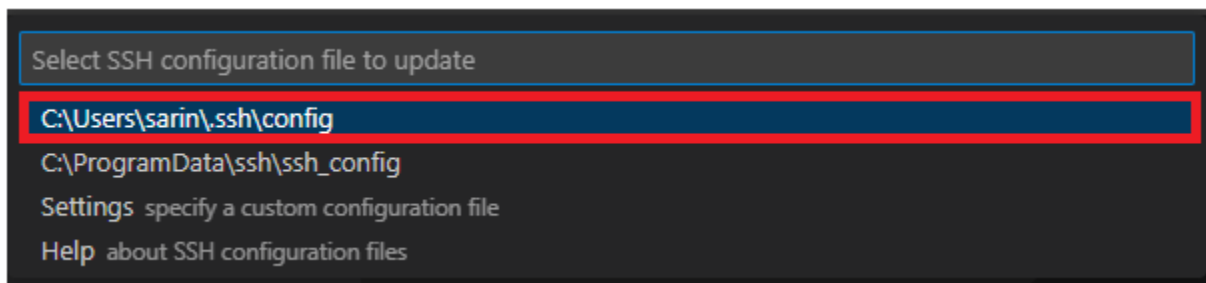 Select SSH configuration file to update
C:\Users\sarin\.ssh\config
C:\ProgramData\ssh\ssh_config
Settings specify a custom configuration file
Help about SSH configuration files